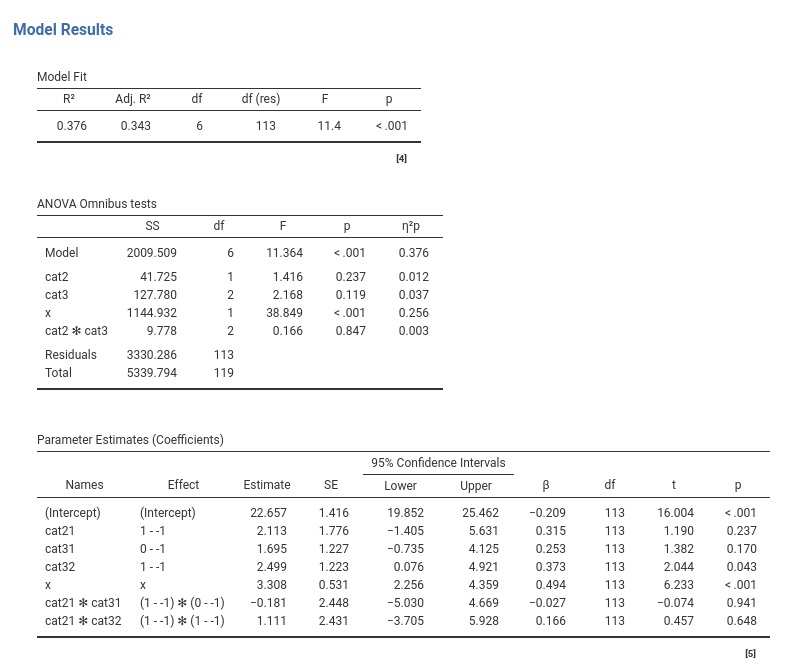 Model Results
Model Fit
R² Adj. R² df df (res) F p
0.376 0.343 6 113 11.4 < .001
[4]
ANOVA Omnibus tests
SS df F p η²p
Model 2009.509 6 11.364 < .001 0.376
cat2 41.725 1 1.416 0.237 0.012
cat3 127.780 2 2.168 0.119 0.037
x 1144.932 1 38.849 < .001 0.256
cat2 ✻ cat3 9.778 2 0.166 0.847 0.003
Residuals 3330.286 113
Total 5339.794 119
Parameter Estimates (Coefficients)
95% Confidence Intervals
Names Effect Estimate SE Lower Upper β df t p
(Intercept) (Intercept) 22.657 1.416 19.852 25.462 −0.209 113 16.004 < .001
cat21 1 - -1 2.113 1.776 −1.405 5.631 0.315 113 1.190 0.237
cat31 0 - -1 1.695 1.227 −0.735 4.125 0.253 113 1.382 0.170
cat32 1 - -1 2.499 1.223 0.076 4.921 0.373 113 2.044 0.043
x x 3.308 0.531 2.256 4.359 0.494 113 6.233 < .001
cat21 ✻ cat31 (1 - -1) ✻ (0 - -1) −0.181 2.448 −5.030 4.669 −0.027 113 −0.074 0.941
cat21 ✻ cat32 (1 - -1) ✻ (1 - -1) 1.111 2.431 −3.705 5.928 0.166 113 0.457 0.648
[5]